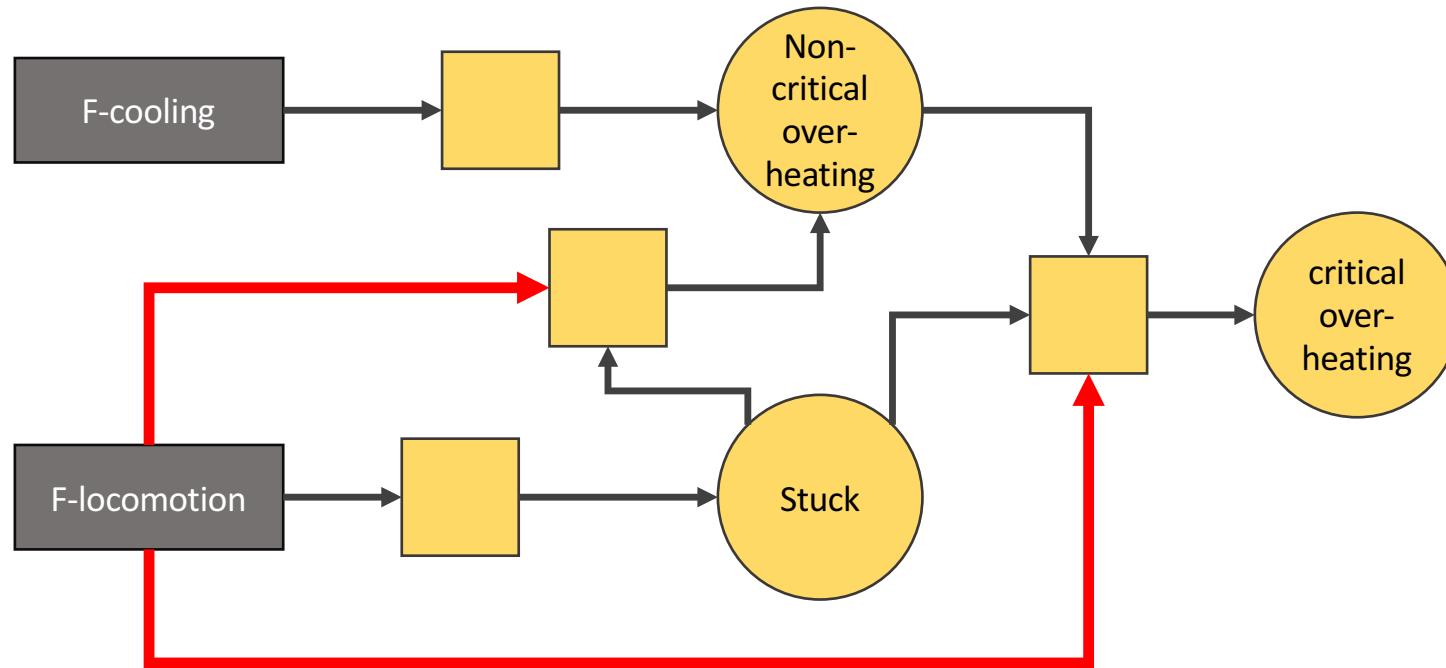 F-cooling
Non-
critical
over-
heating
critical
over-
heating
F-locomotion
Stuck